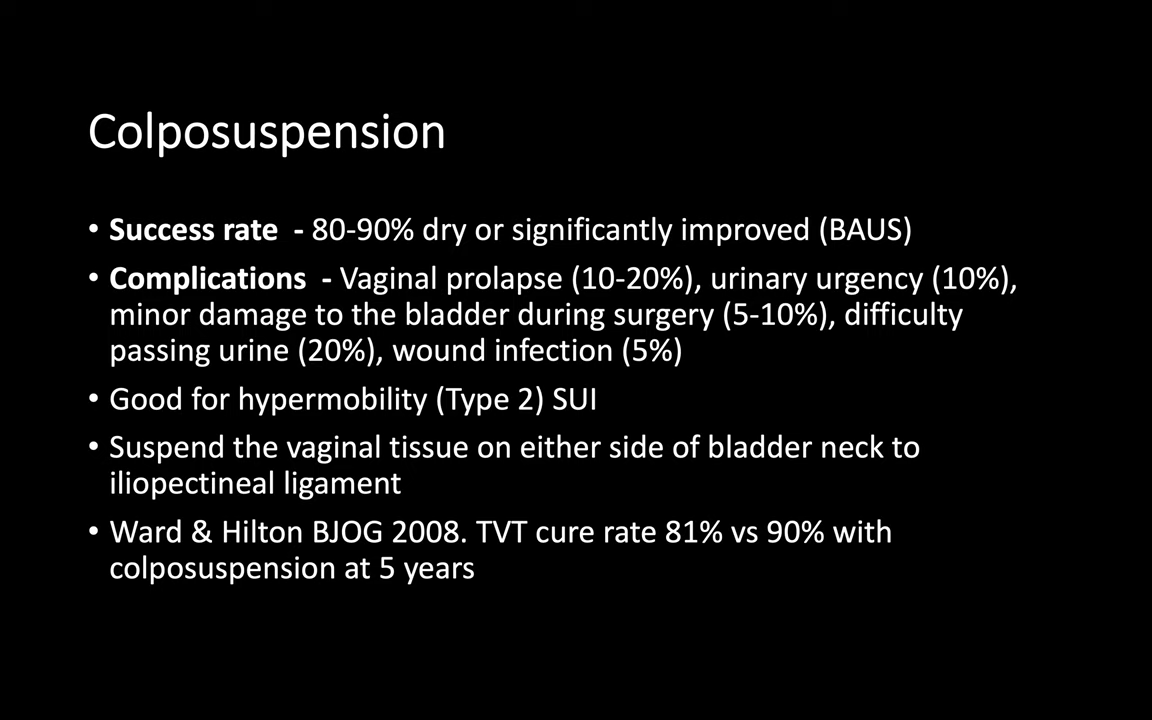 Colposuspension
• Success rate - 80-90% dry or significantly improved (BAUS)
• Complications - Vaginal prolapse (10-20%), urinary urgency (10%),
minor damage to the bladder during surgery (5-10%), difficulty
passing urine (20%), wound infection (5%)
• Good for hypermobility (Type 2) SUI
• Suspend the vaginal tissue on either side of bladder neck to
iliopectineal ligament
• Ward & Hilton BJOG 2008. TVT cure rate 81% vs 90% with
colposuspension at 5 years